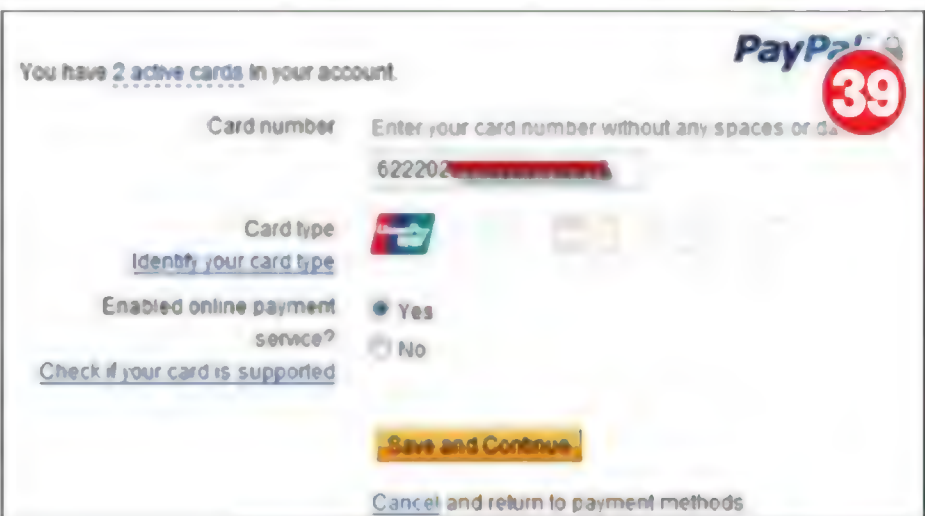 PayPal
39
You have 2 active cards in your account.
Card number
Enter your card number without any spaces or da
622202
Card type
Identify your card type
Enabled online payment
service?
Yes
No
Check if your card is supported
Save and Continue
Cancel and return to payment methods